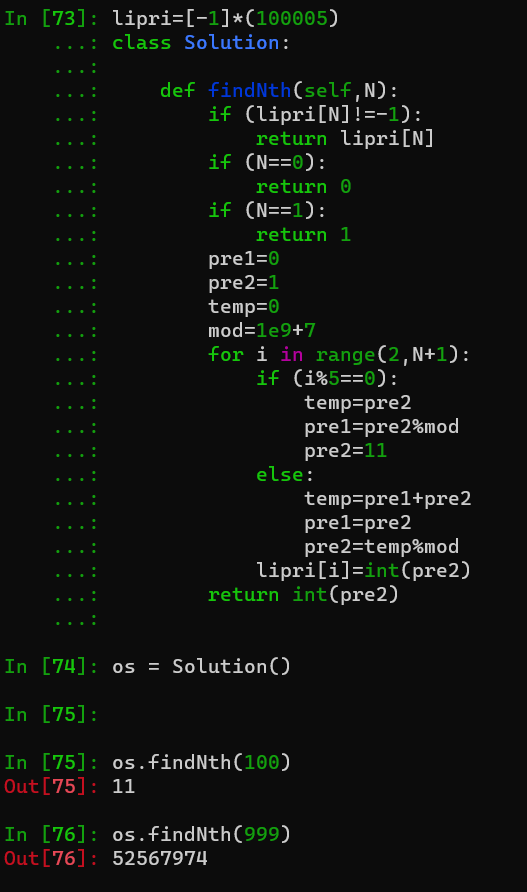 In [73]: lipri=[-1]*(100005)
    ...: class Solution:
    ...:
    ...:     def findNth(self,N):
    ...:         if (lipri[N]!=-1):
    ...:             return lipri[N]
    ...:         if (N==0):
    ...:             return 0
    ...:         if (N==1):
    ...:             return 1
    ...:         pre1=0
    ...:         pre2=1
    ...:         temp=0
    ...:         mod=1e9+7
    ...:         for i in range(2,N+1):
    ...:             if (i%5==0):
    ...:                 temp=pre2
    ...:                 pre1=pre2%mod
    ...:                 pre2=11
    ...:             else:
    ...:                 temp=pre1+pre2
    ...:                 pre1=pre2
    ...:                 pre2=temp%mod
    ...:             lipri[i]=int(pre2)
    ...:         return int(pre2)
    ...:
In [74]: os = Solution()
In [75]:
In [75]: os.findNth(100)
Out[75]: 11
In [76]: os.findNth(999)
Out[76]: 52567974